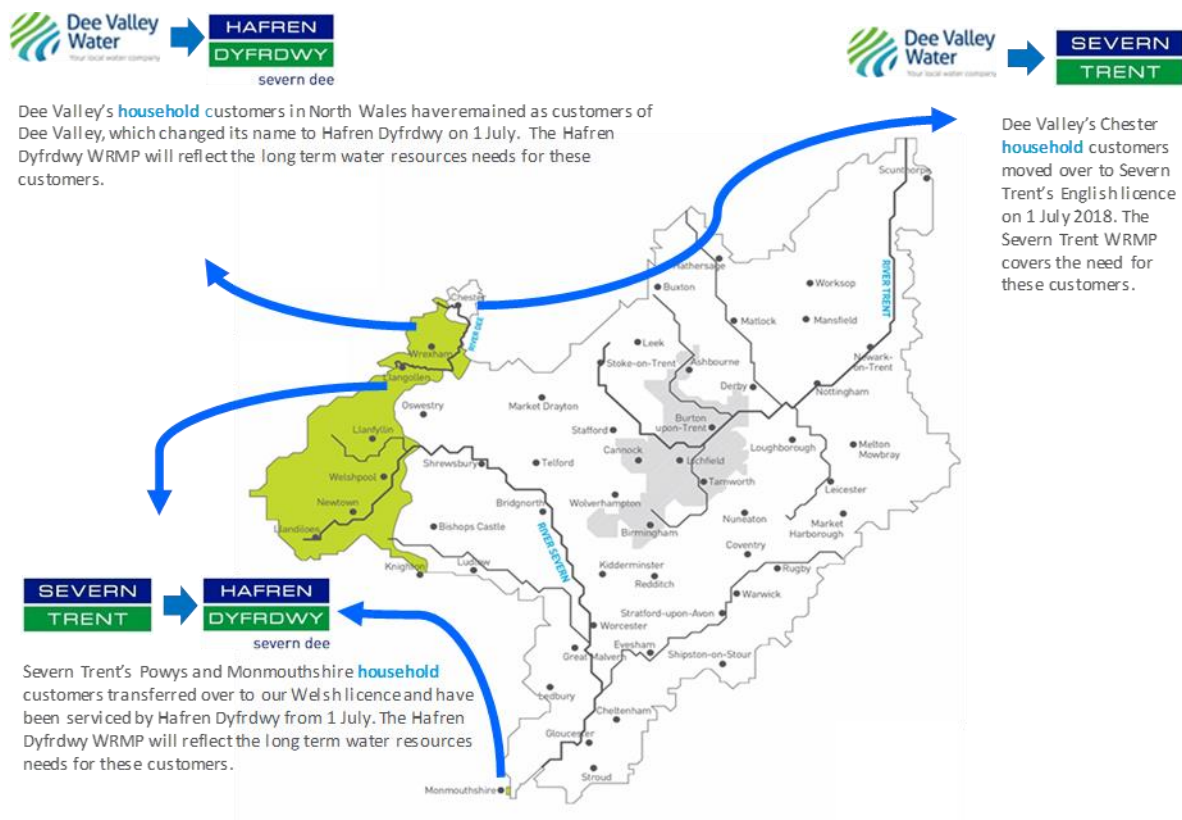 Dee Valley
Water
Your local water company
HAFREN
DYFRDWY
severn dee
Dee Valley's household customers in North Wales haveremained as customers of
Dee Valley, which changed its name to Hafren Dyfrdwy on 1 July. The Hafren
Dyfrdwy WRMP will reflect the long term water resources needs for these
customers.
Dee Valley
Water
Your local water company
SEVERN
TRENT
Dee Valley's Chester
household customers
moved over to Severn
Trent's English licence
on 1 July 2018. The
Severn Trent WRMP
covers the need for
these customers.
Scunthorpe
Hathersage
Buxton
Worksop
RIVER TRENT
Chester
RIVER DEE
Matlock
Mansfield
Wrexham
Leek
Newark-
on-Trent
Llangollen
Stoke-on-Trent
Ashbourne
Derby
Nottingham
Oswestry
Market Drayton
Burton
upon-Trent
Llanfyllin
Stafford
Loughborough
Melton
Mowbray
Shrewsbury
Telford
Cannock
Lichfield
Welshpool
Tamworth
Leicester
Newtown
Bridgnorth
Wolverhampton
Nuneaton
Market
Harborough
Llandiloes
Bishops Castle
RIVER SEVERN
Birmingham
Coventry
Knighton
Ludlow
Kidderminster
Redditch
Rugby
Warwick
Stratford-upon-Avon
Worcester
Evesham
Great Malvern
Shipston-on-Stour
Ledbury
Cheltenham
Gloucester
Stroud
Monmouthshire
SEVERN
TRENT
HAFREN
DYFRDWY
severn dee
Severn Trent's Powys and Monmouthshire household
customers transferred over to our Welsh licence and have
been serviced by Hafren Dyfrdwy from 1 July. The Hafren
Dyfrdwy WRMP will reflect the long term water resources
needs for these customers.